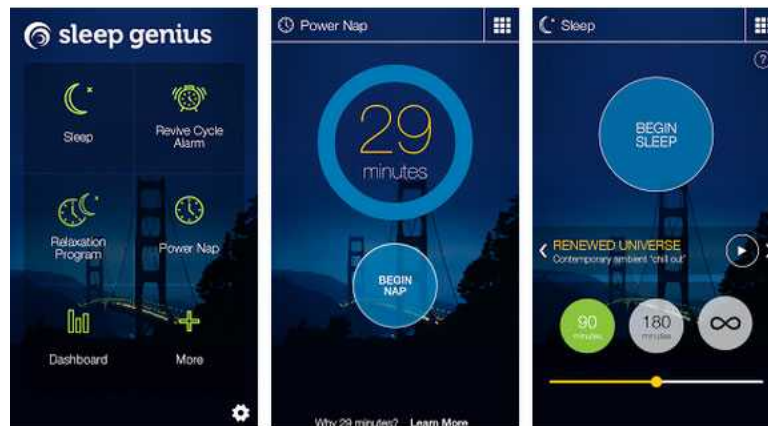 sleep genius
Sleep
Revive Cycle
Alarm
Relaxation
Program
Power Nap
Dashboard
More
Power Nap
29
minutes
BEGIN
NAP
Why 29 minutes? Learn More
Sleep
?
BEGIN
SLEEP
RENEWED UNIVERSE
Contemporary ambient "chill out"
90
minutes
180
minutes
∞